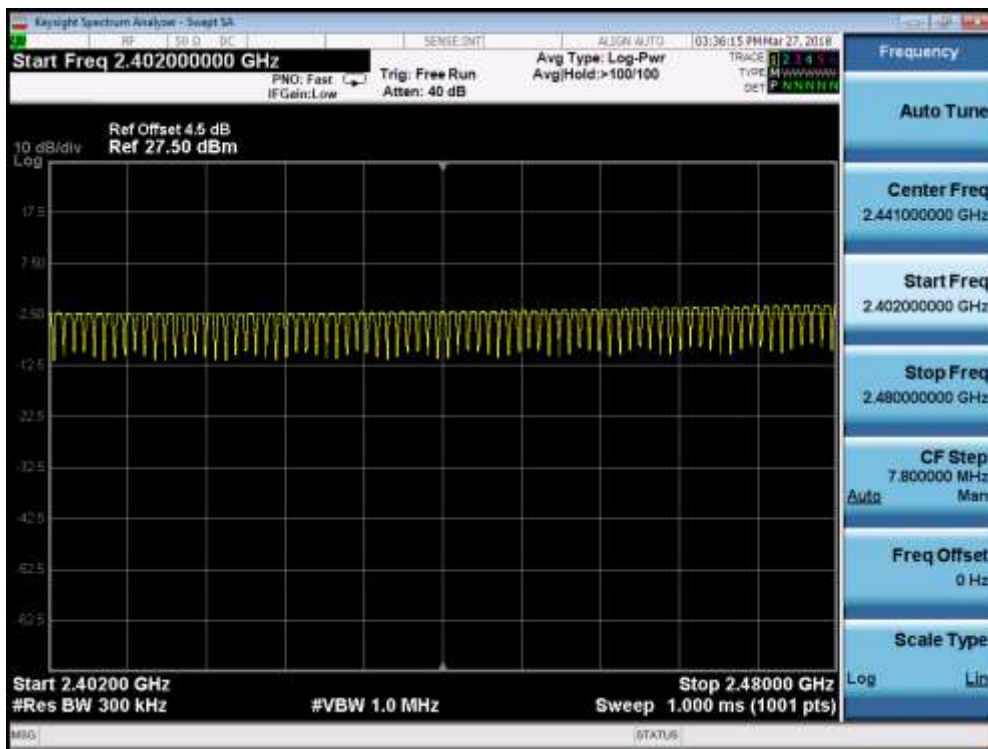 Keysight Spectrum Analyzer - Swept SA
RF 50 Ω DC SENSE:INT ALIGN AUTO 03:36:15 PM Mar 27, 2018
Start Freq 2.402000000 GHz
PNO: Fast
IFGain:Low
Trig: Free Run
Atten: 40 dB
Avg Type: Log-Pwr
Avg|Hold:>100/100
TRACE 1 2 3 4 5 6
TYPE M W W W W W
DET P N N N N N
Ref Offset 4.5 dB
10 dB/div Ref 27.50 dBm
Log
17.5
7.50
-2.50
-12.5
-22.5
-32.5
-42.5
-52.5
-62.5
Start 2.40200 GHz Stop 2.48000 GHz
#Res BW 300 kHz #VBW 1.0 MHz Sweep 1.000 ms (1001 pts)
MSG STATUS
Frequency
Auto Tune
Center Freq
2.441000000 GHz
Start Freq
2.402000000 GHz
Stop Freq
2.480000000 GHz
CF Step
7.800000 MHz
Auto Man
Freq Offset
0 Hz
Scale Type
Log Lin